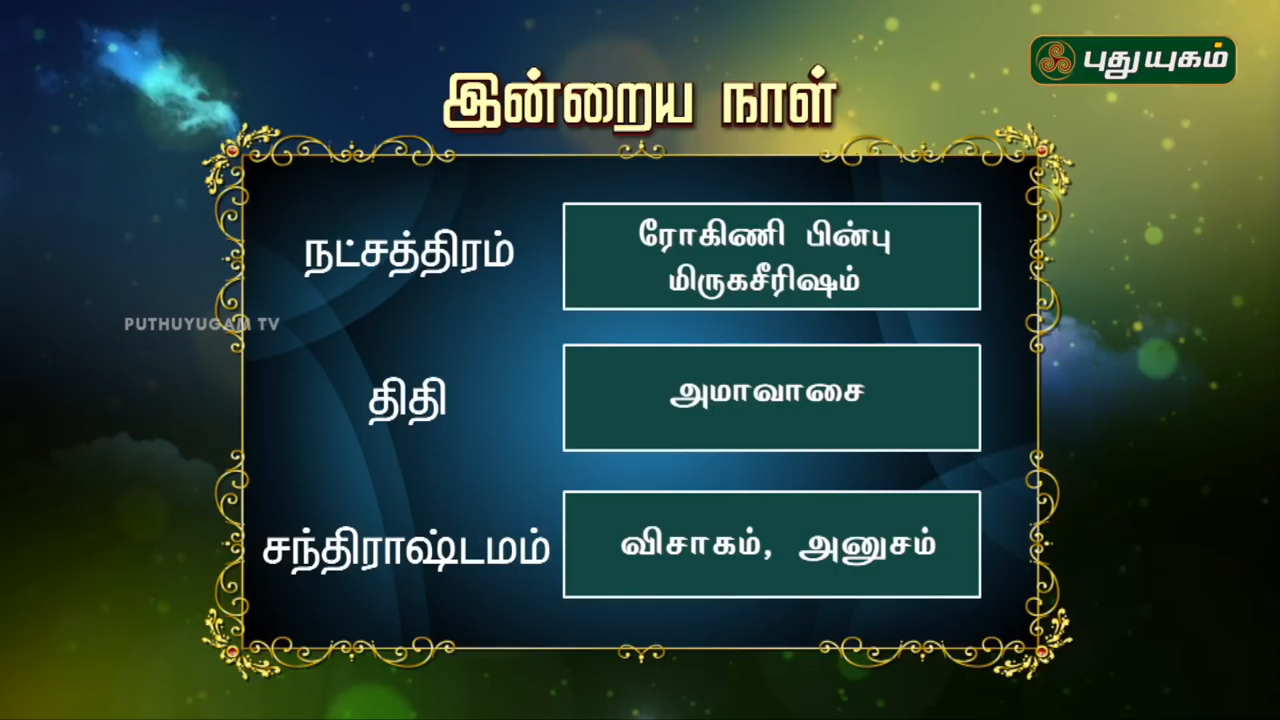 புதுயுகம்
இன்றைய நாள்
நட்சத்திரம்
ரோகிணி பின்பு
மிருகசீரிஷம்
PUTHUYUGAM TV
திதி
அமாவாசை
சந்திராஷ்டமம்
விசாகம், அனுசம்